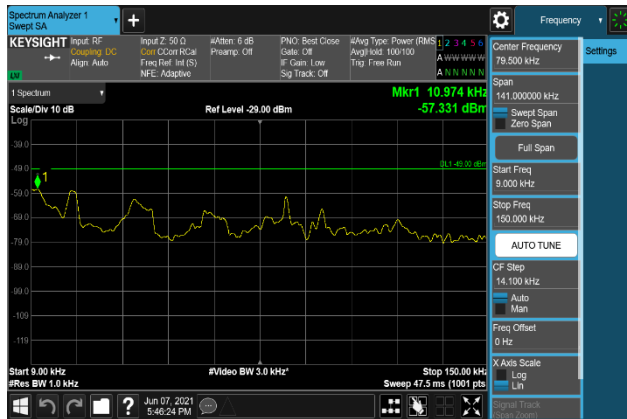 Spectrum Analyzer 1
Swept SA
+
Frequency
KEYSIGHT
Input: RF
Coupling: DC
Align: Auto
Input Z: 50 Ω
Corr CCorr RCal
Freq Ref: Int (S)
NFE: Adaptive
#Atten: 6 dB
Preamp: Off
PNO: Best Close
Gate: Off
IF Gain: Low
Sig Track: Off
#Avg Type: Power (RMS
Avg|Hold: 100/100
Trig: Free Run
1 2 3 4 5 6
A W W W W W
A N N N N N
1 Spectrum
Scale/Div 10 dB
Ref Level -29.00 dBm
Mkr1 10.974 kHz
-57.331 dBm
Log
-39.0
DL1 -49.00 dBm
-49.0
1
-59.0
-69.0
-79.0
-89.0
-99.0
-109
-119
Start 9.00 kHz
#Video BW 3.0 kHz*
Stop 150.00 kHz
#Res BW 1.0 kHz
Sweep 47.5 ms (1001 pts
?
Jun 07, 2021
5:46:24 PM
Center Frequency
79.500 kHz
Span
141.000000 kHz
Swept Span
Zero Span
Full Span
Start Freq
9.000 kHz
Stop Freq
150.000 kHz
AUTO TUNE
CF Step
14.100 kHz
Auto
Man
Freq Offset
0 Hz
X Axis Scale
Log
Lin
Signal Track
(Span Zoom)
Settings